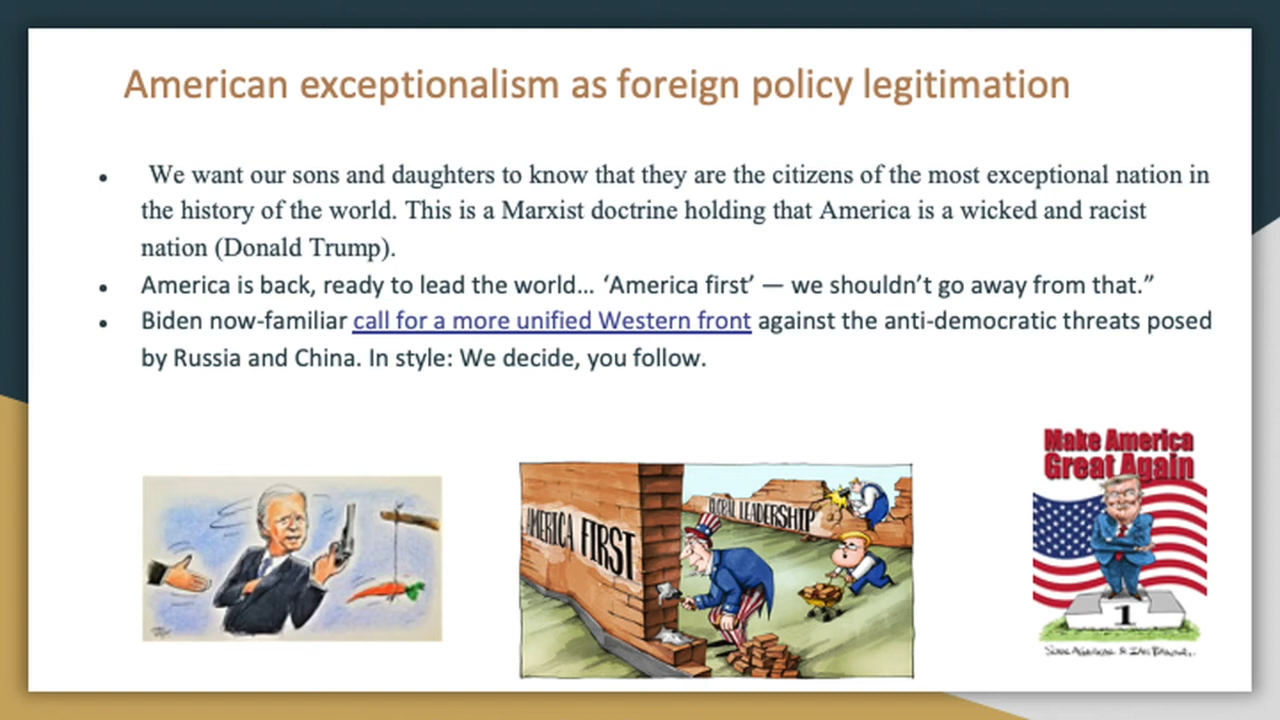 American exceptionalism as foreign policy legitimation
• We want our sons and daughters to know that they are the citizens of the most exceptional nation in
the history of the world. This is a Marxist doctrine holding that America is a wicked and racist
nation (Donald Trump).
• America is back, ready to lead the world... ‘America first’ — we shouldn’t go away from that.”
• Biden now-familiar call for a more unified Western front against the anti-democratic threats posed
by Russia and China. In style: We decide, you follow.
AMERICA FIRST
GLOBAL LEADERSHIP
Make America
Great Again
1